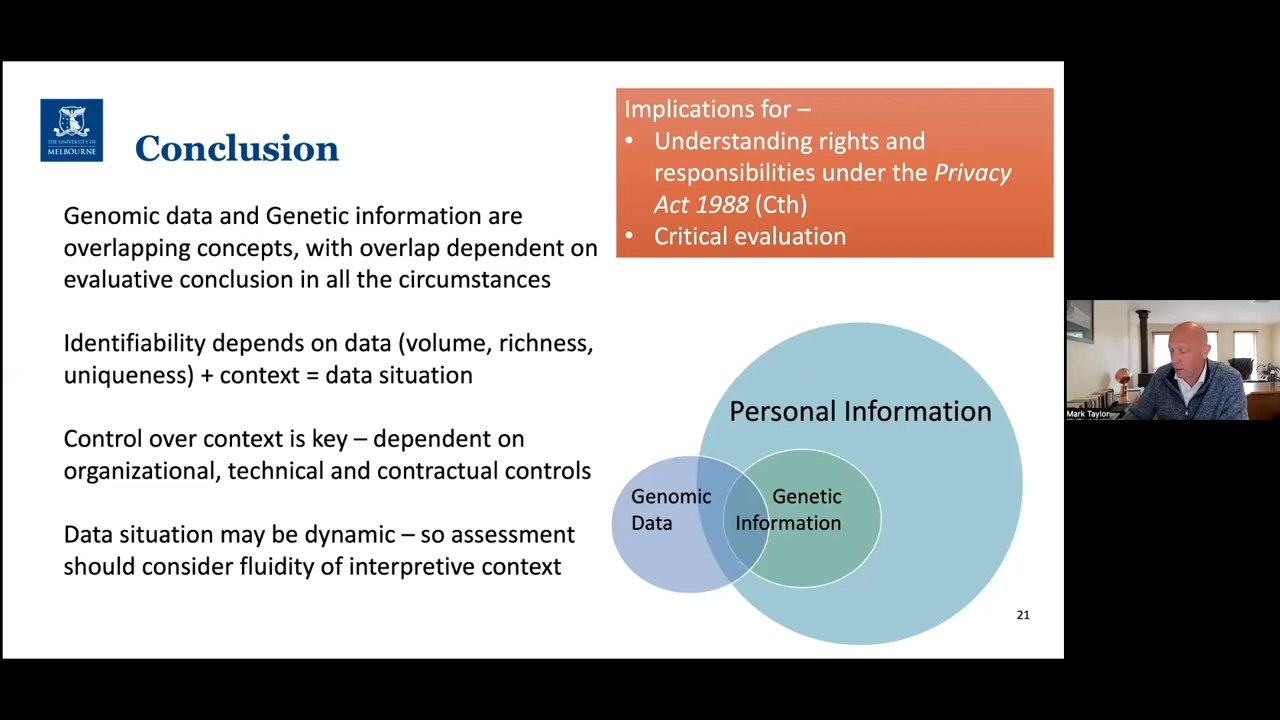 THE UNIVERSITY OF
MELBOURNE
Conclusion
Genomic data and Genetic information are
overlapping concepts, with overlap dependent on
evaluative conclusion in all the circumstances
Identifiability depends on data (volume, richness,
uniqueness) + context = data situation
Control over context is key – dependent on
organizational, technical and contractual controls
Data situation may be dynamic – so assessment
should consider fluidity of interpretive context
Implications for –
• Understanding rights and
responsibilities under the Privacy
Act 1988 (Cth)
• Critical evaluation
Personal Information
Genomic
Data
Genetic
Information
21
Mark Taylor